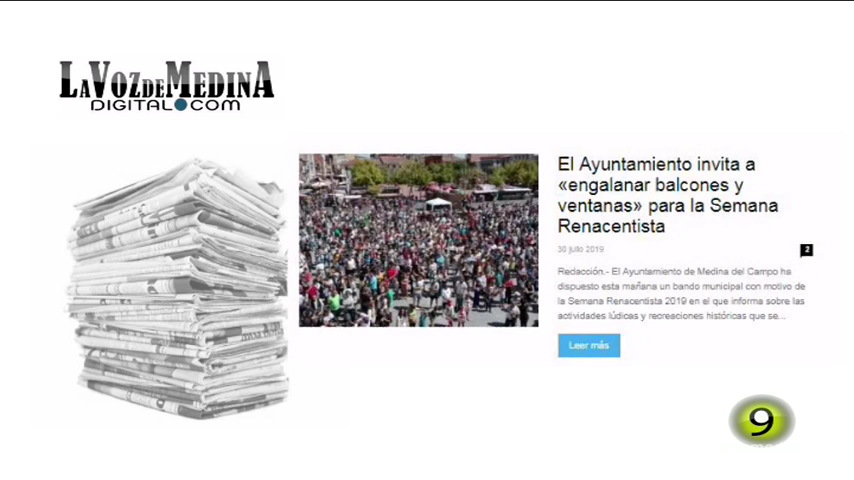 LAVOZDEMEDINA
DIGITAL.COM
El Ayuntamiento invita a
«engalanar balcones y
ventanas» para la Semana
Renacentista
30 julio 2019
2
Redacción.- El Ayuntamiento de Medina del Campo ha
dispuesto esta mañana un bando municipal con motivo de
la Semana Renacentista 2019 en el que informa sobre las
actividades lúdicas y recreaciones históricas que se...
Leer más
9